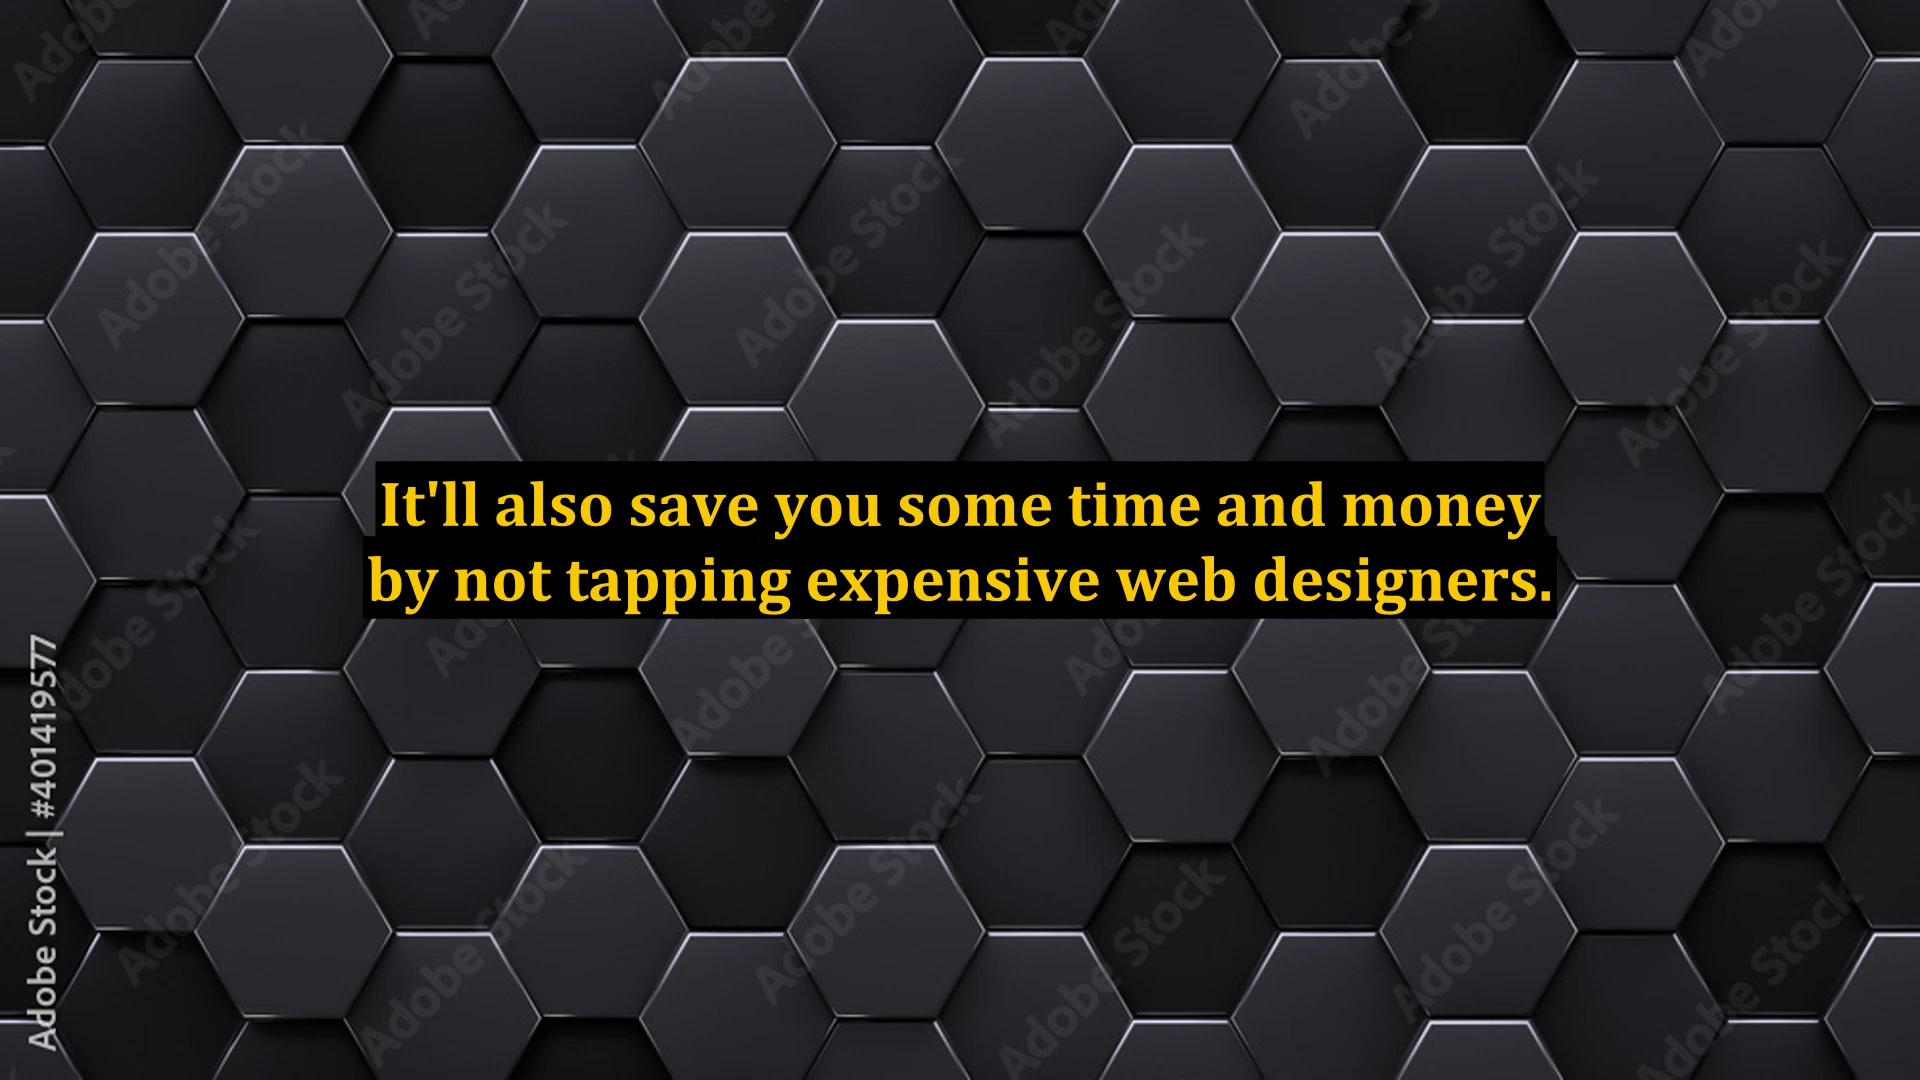 It'll also save you some time and money
by not tapping expensive web designers.
Adobe Stock | #401419577